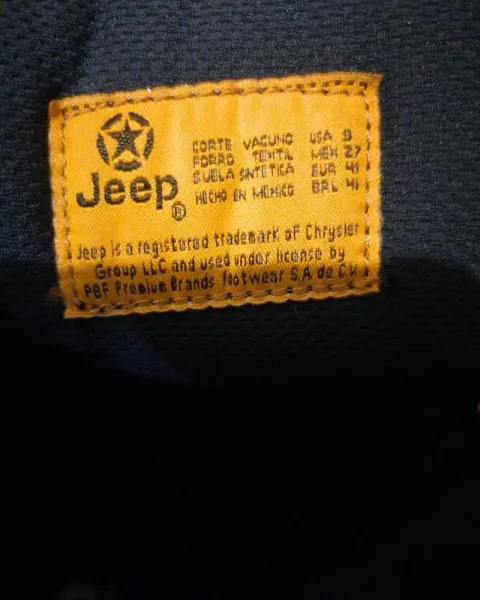 Jeep®
CORTE VACUNO USA 9
FORRO TEXTIL MEX 27
SUELA SINTETICA EUR 41
HECHO EN MEXICO BRL 41
Jeep is a registered trademark of Chrysler
Group LLC and used under license by
PBF Premium Brands footwear S.A. de C.V.